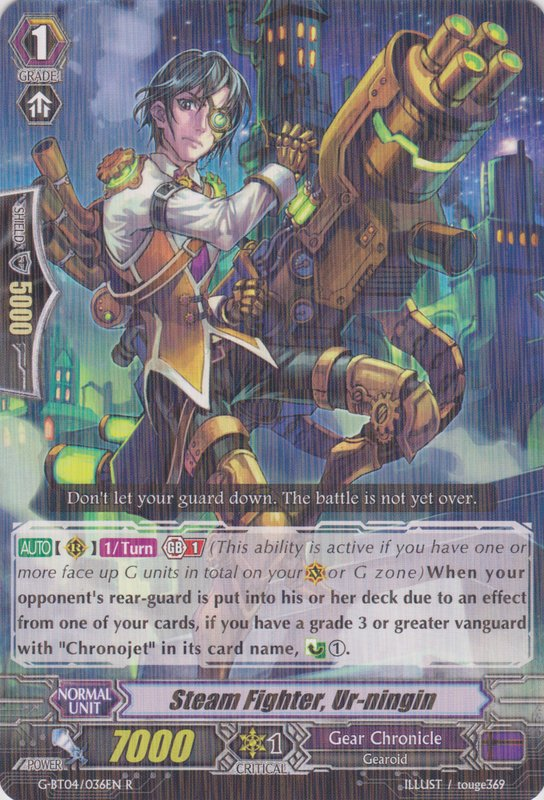 1
GRADE
SHIELD
5000
Don't let your guard down. The battle is not yet over.
AUTO【 R 】 1/Turn GB 1 (This ability is active if you have one or
more face up G units in total on your V or G zone)When your
opponent's rear-guard is put into his or her deck due to an effect
from one of your cards, if you have a grade 3 or greater vanguard
with "Chronojet" in its card name, ①.
NORMAL
UNIT
Steam Fighter, Ur-ningin
POWER
7000
1
CRITICAL
Gear Chronicle
Gearoid
G-BT04/036EN R
ILLUST / touge369